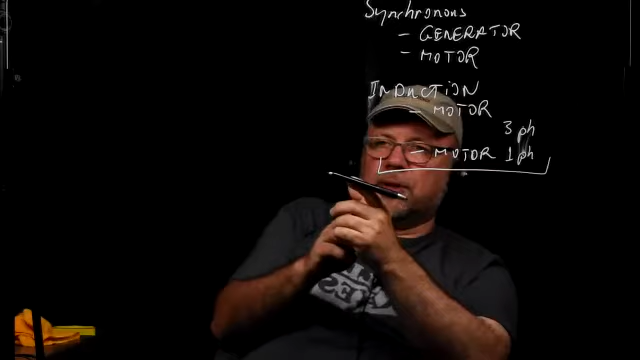 Synchronous
- GENERATOR
- MOTOR
INDUCTION
- MOTOR
3 ph
- MOTOR 1 ph